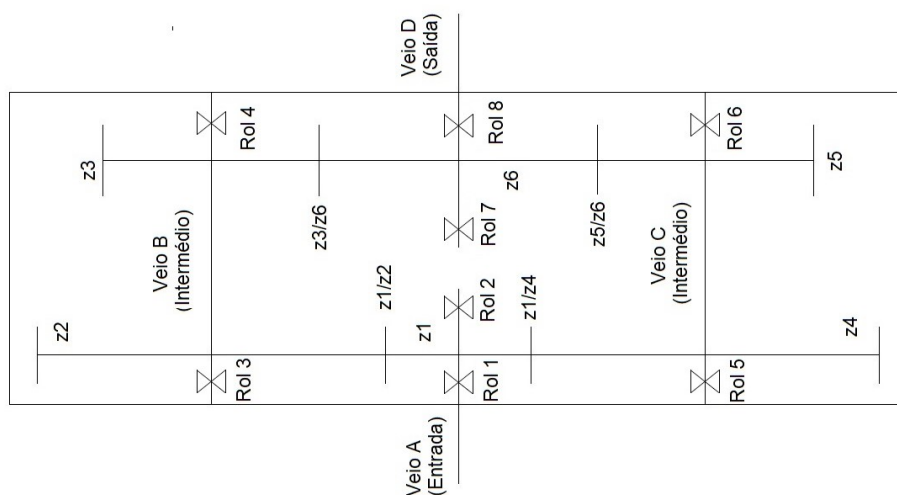 Veio D
(Saída)
z3
Rol 4
z3/z6
Rol 8
z6
z5/z6
Rol 6
z5
Veio B
(Intermédio)
Rol 7
Veio C
(Intermédio)
z2
z1/z2
z1
Rol 2
z1/z4
z4
Rol 3
Rol 1
Rol 5
Veio A
(Entrada)